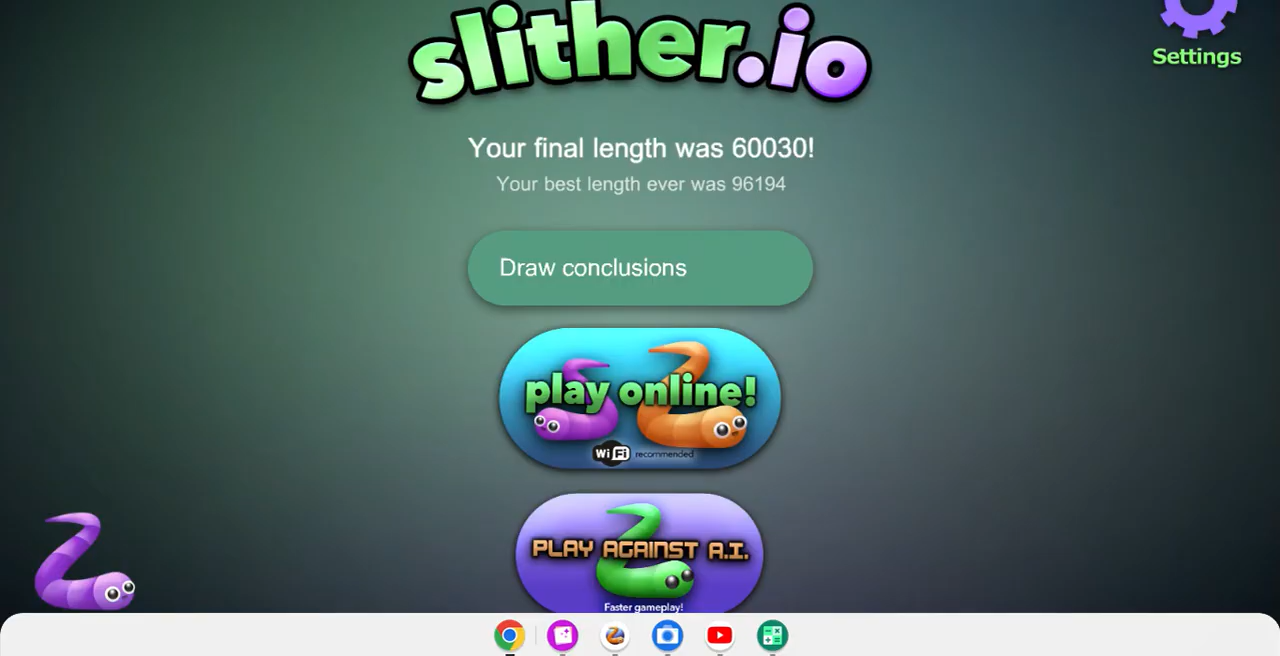 slither.io
Settings
Your final length was 60030!
Your best length ever was 96194
Draw conclusions
play online!
WiFi recommended
PLAY AGAINST A.I.
Faster gameplay!